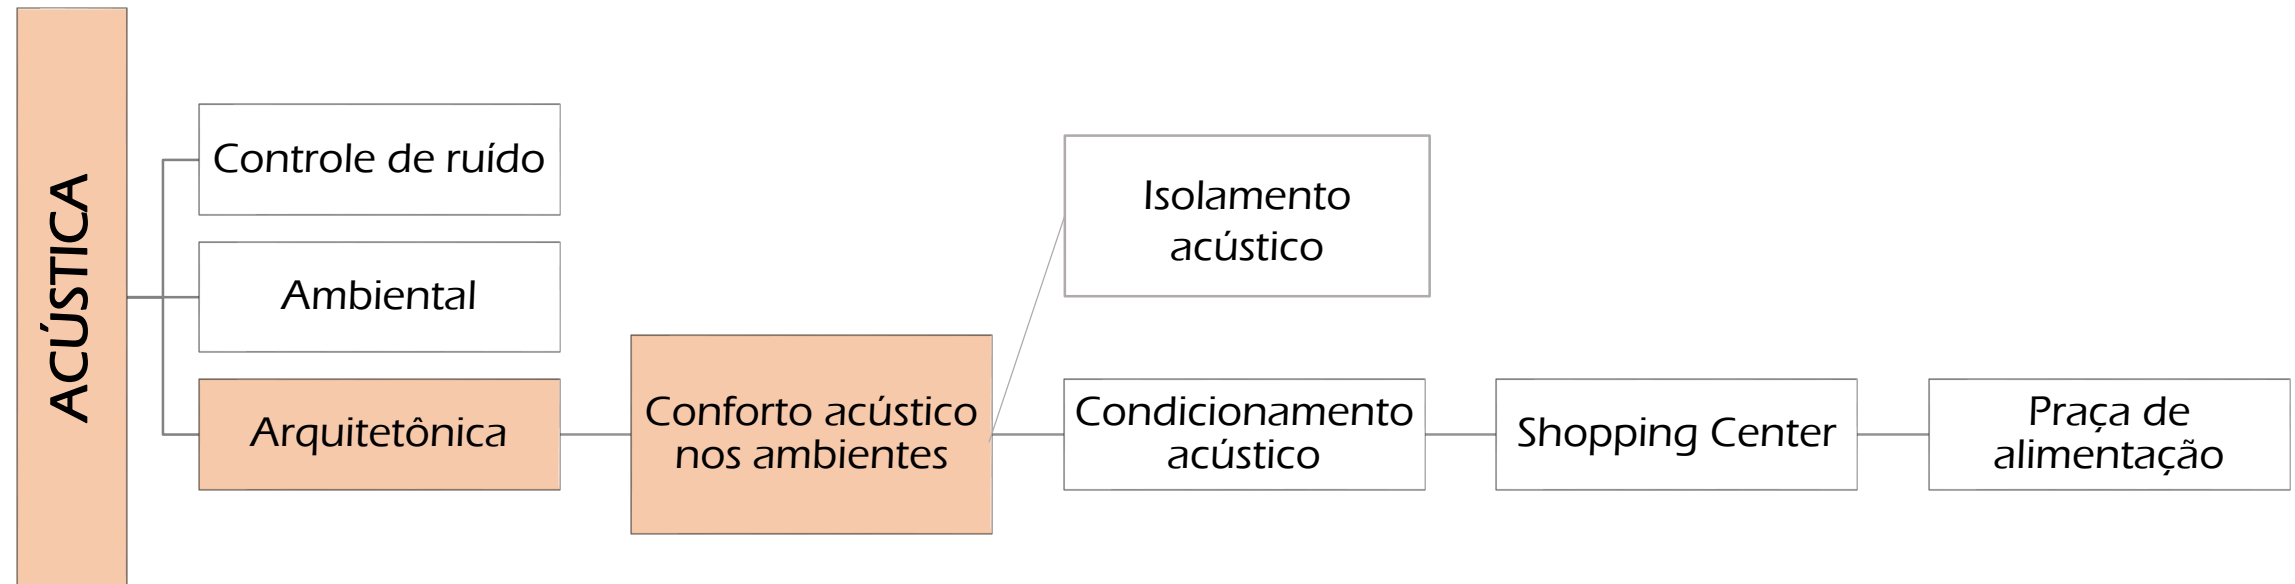 ACÚSTICA
Controle de ruído
Ambiental
Arquitetônica
Conforto acústico
nos ambientes
Isolamento
acústico
Condicionamento
acústico
Shopping Center
Praça de
alimentação